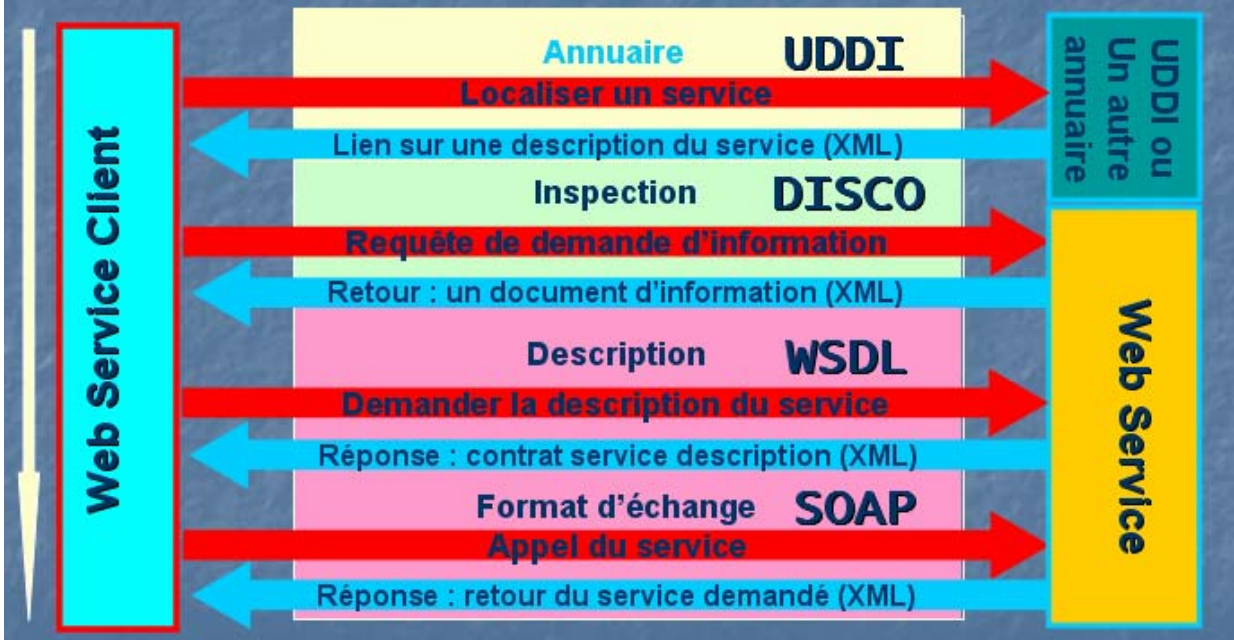 Web Service Client
Annuaire UDDI
Localiser un service
Lien sur une description du service (XML)
Inspection DISCO
Requête de demande d'information
Retour : un document d'information (XML)
Description WSDL
Demander la description du service
Réponse : contrat service description (XML)
Format d'échange SOAP
Appel du service
Réponse : retour du service demandé (XML)
UDDI ou
Un autre
annuaire
Web Service